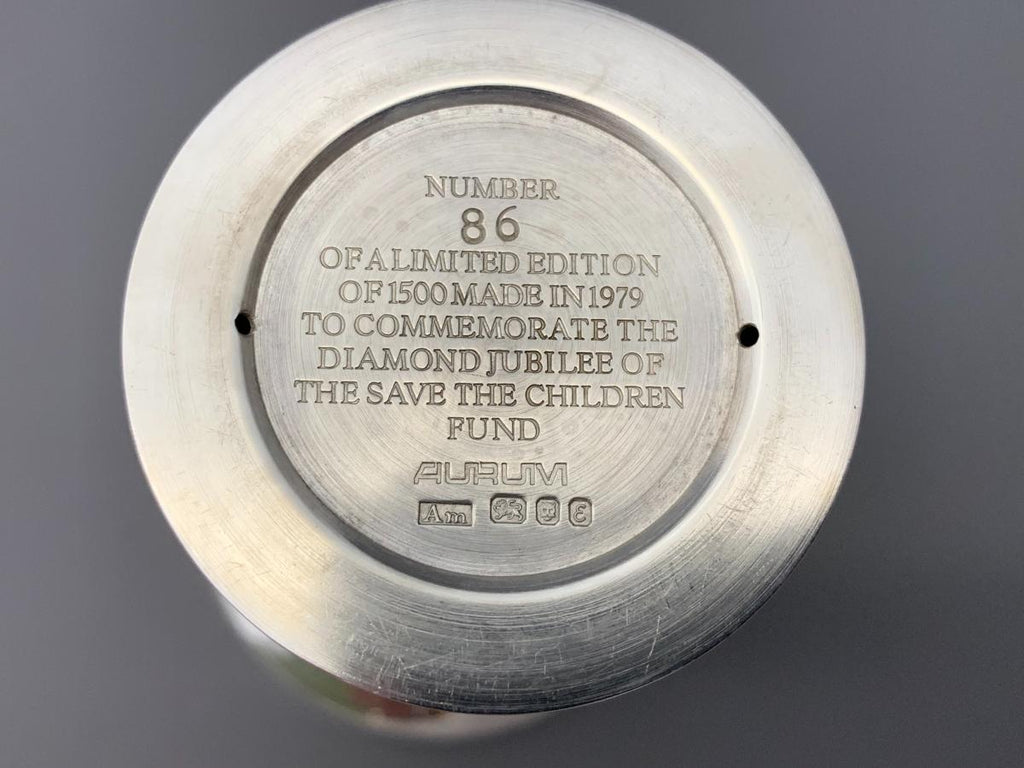 NUMBER
86
OF A LIMITED EDITION
OF 1500 MADE IN 1979
TO COMMEMORATE THE
DIAMOND JUBILEE OF
THE SAVE THE CHILDREN
FUND
AURUM
Am E